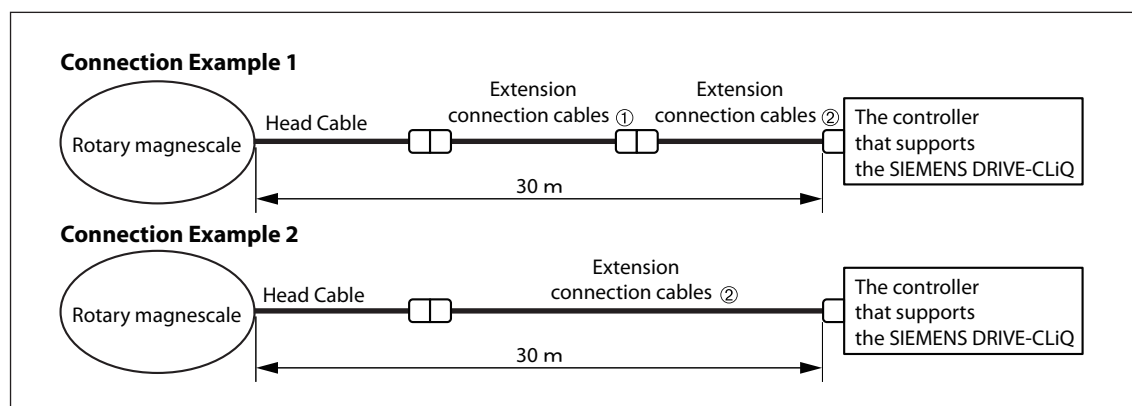 Connection Example 1
Extension
connection cables ①
Extension
connection cables ②
Head Cable
Rotary magnescale
The controller
that supports
the SIEMENS DRIVE-CLiQ
30 m
Connection Example 2
Extension
connection cables ②
Head Cable
Rotary magnescale
The controller
that supports
the SIEMENS DRIVE-CLiQ
30 m